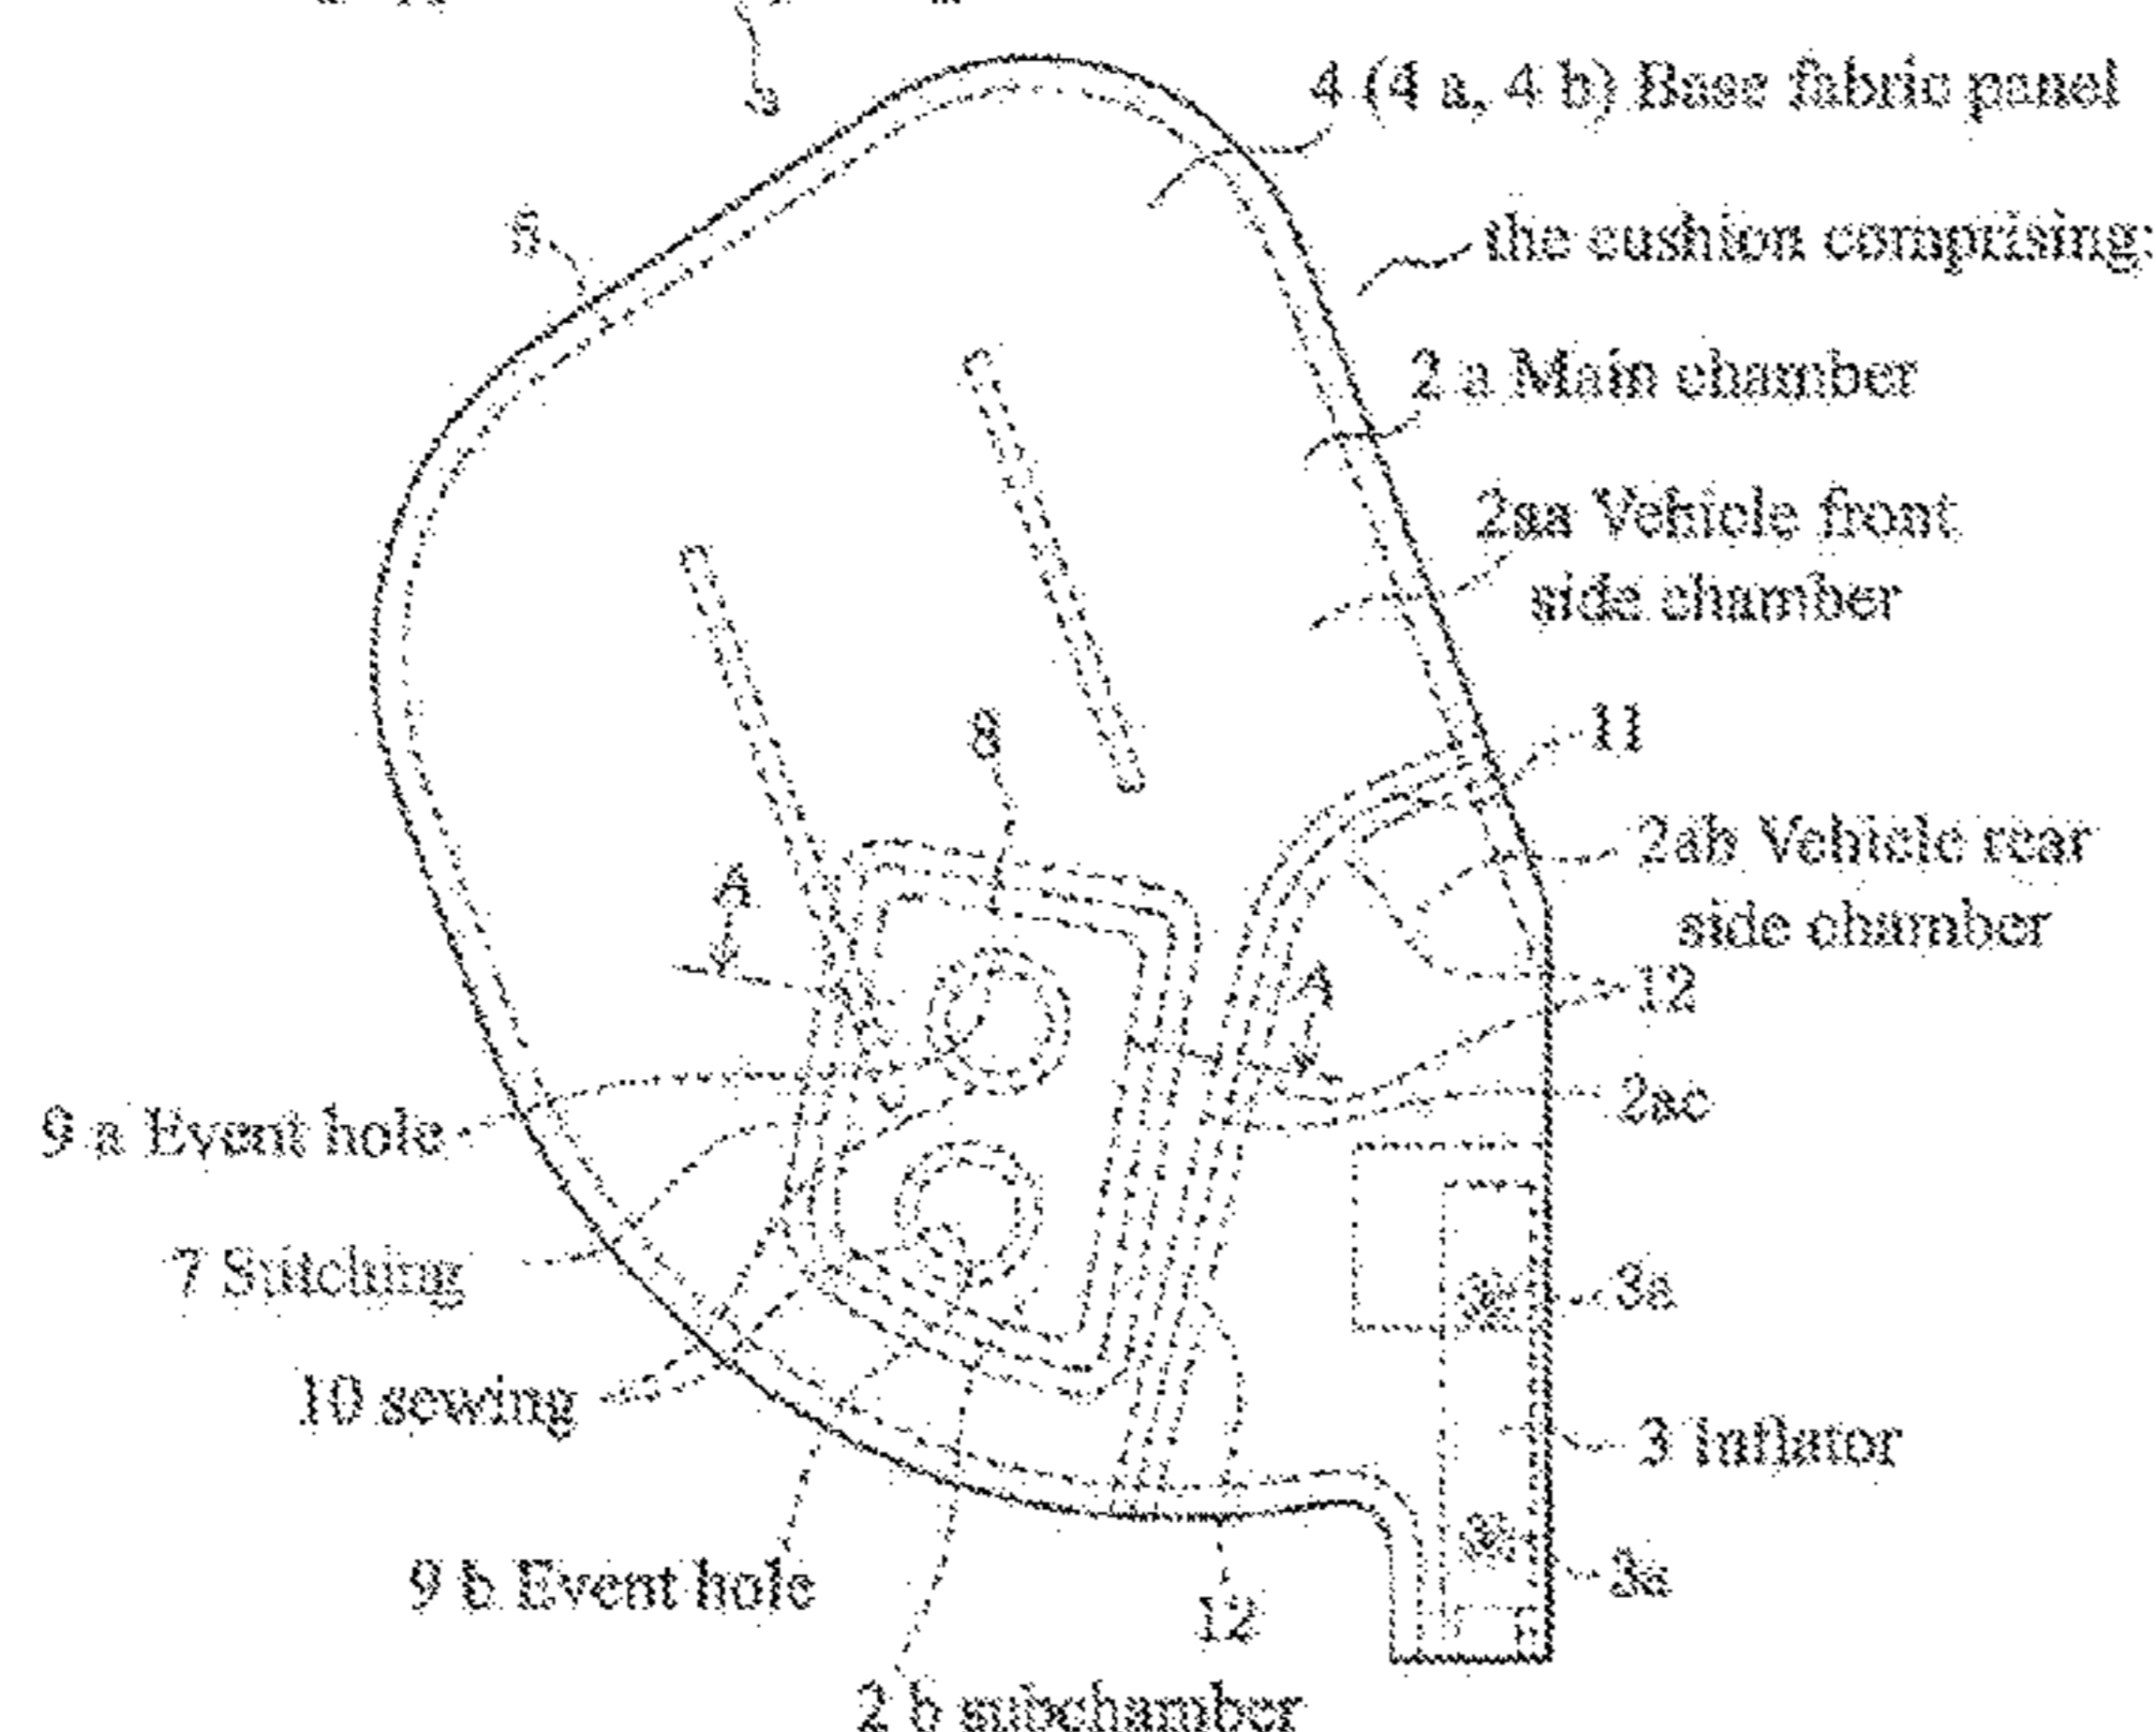 4 (4 a, 4 b) Base fabric panel
the cushion comprising:
2 a Main chamber
2aa Vehicle front
side chamber
8
11
2ab Vehicle rear
side chamber
A
A
12
2ac
9 a Event hole
7 Stitching
3a
10 sewing
3 Inflator
9 b Event hole
3a
12
2 b subchamber